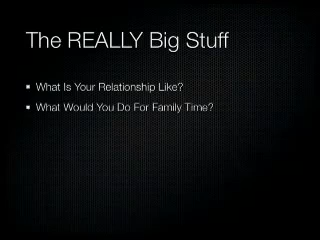 The REALLY Big Stuff
What Is Your Relationship Like?
What Would You Do For Family Time?